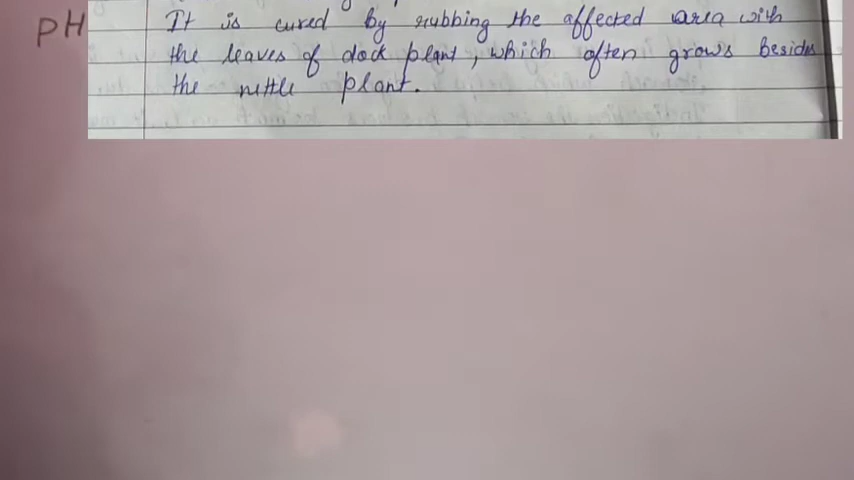 pH
It is cured by rubbing the affected area with
the leaves of dock plant, which often grows beside
the nettle plant.